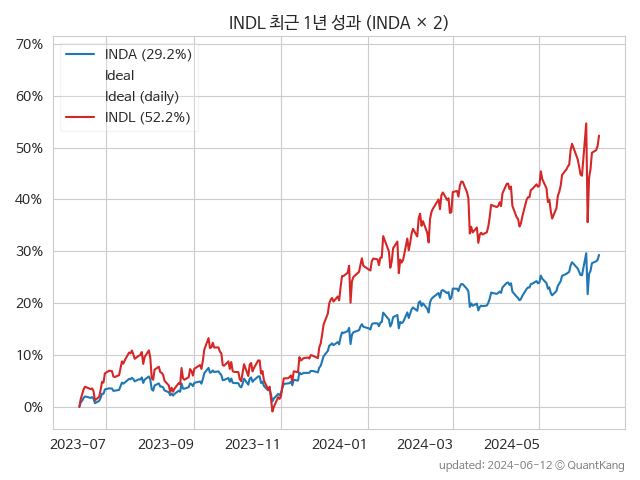 INDL 최근 1년 성과 (INDA × 2)
70%
60%
50%
40%
30%
20%
10%
0%
INDA (29.2%)
Ideal
Ideal (daily)
INDL (52.2%)
2023-07
2023-09
2023-11
2024-01
2024-03
2024-05
updated: 2024-06-12 © QuantKang